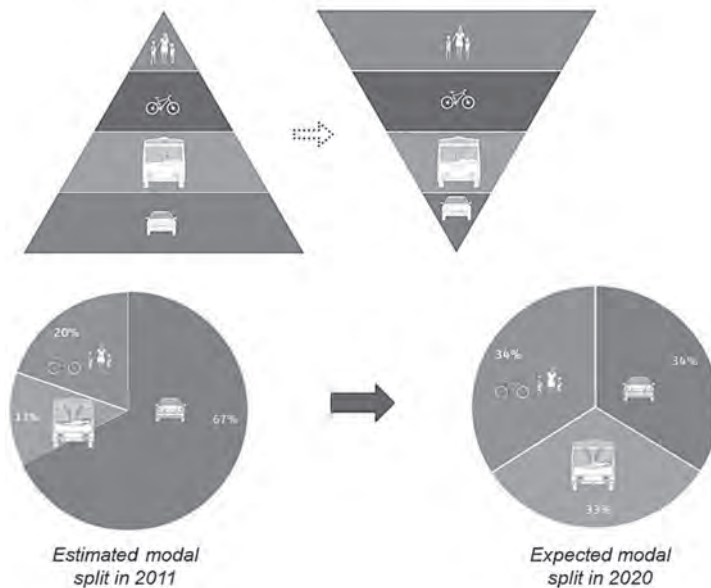 20%
13%
67%
34%
34%
33%
Estimated modal
split in 2011
Expected modal
split in 2020